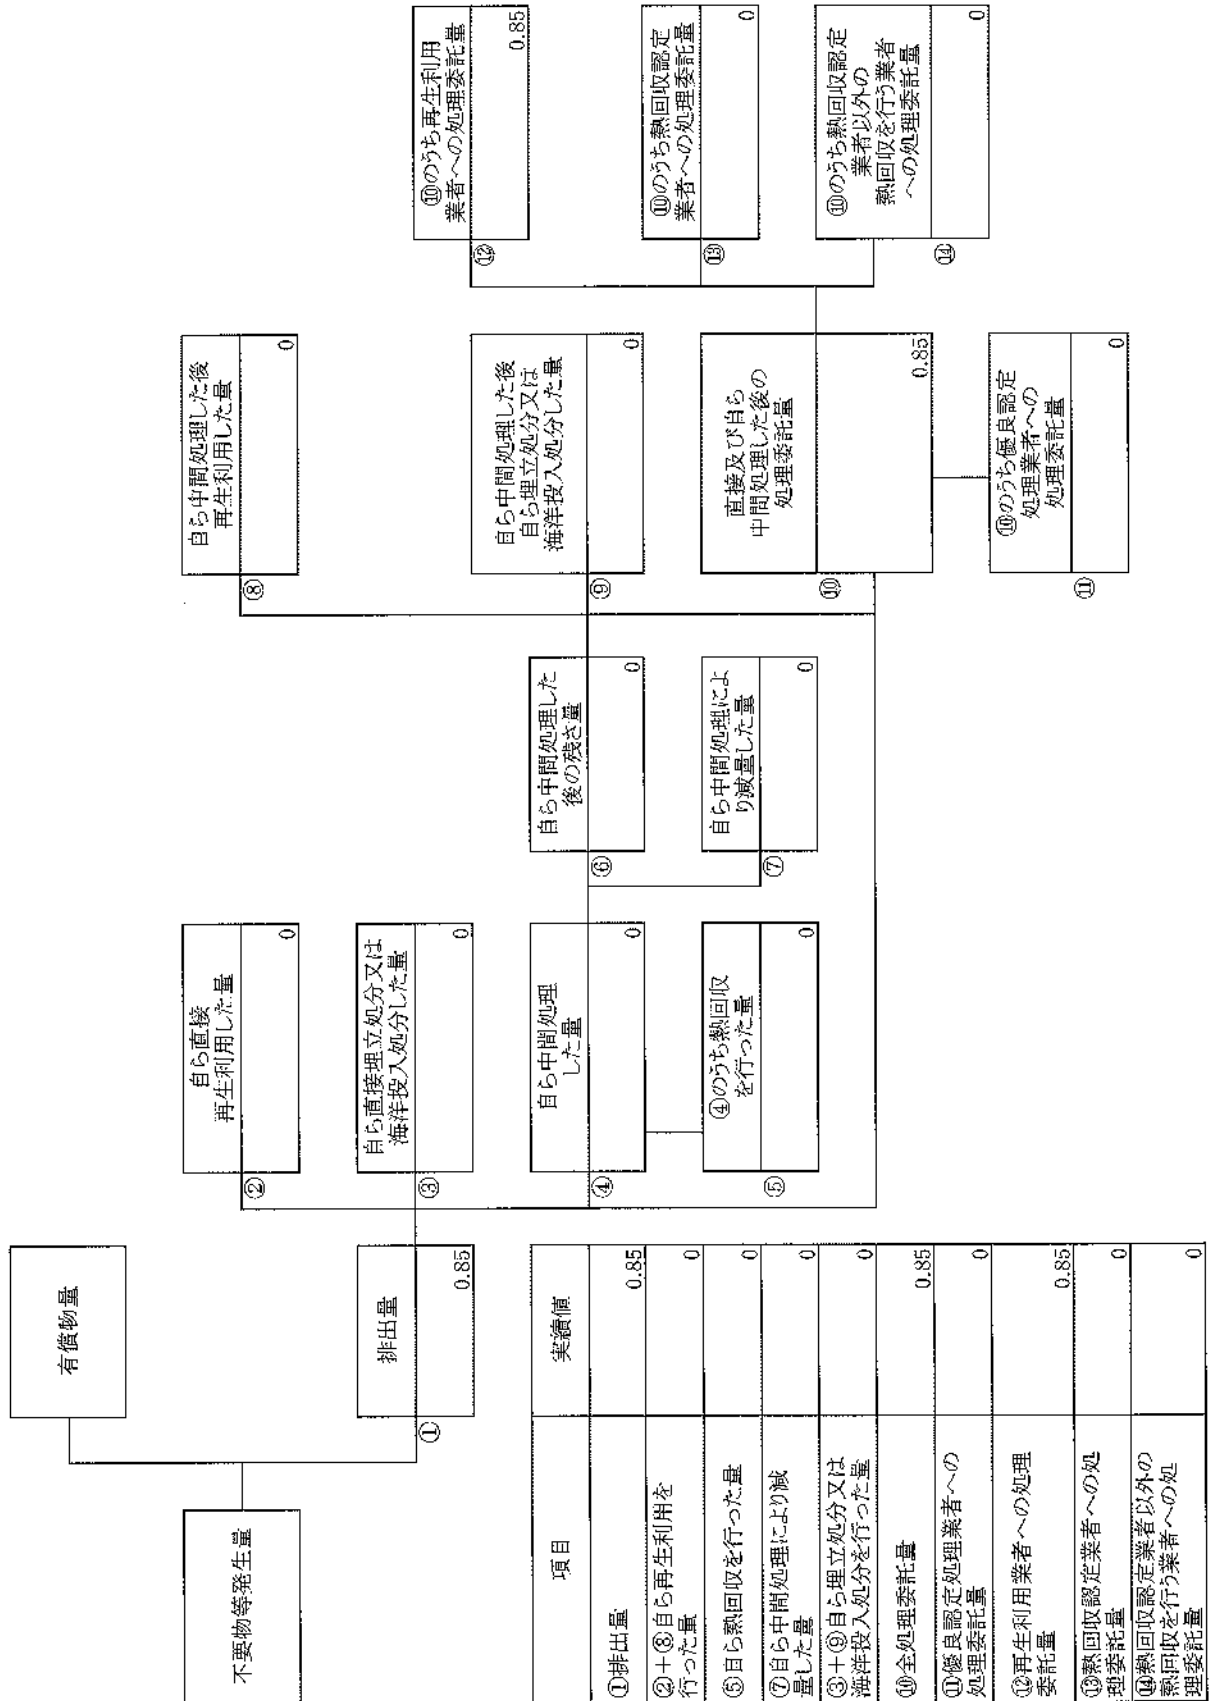 不要物等発生量
有償物量
①
排出量
0.85
②
自ら直接
再生利用した量
0
③
自ら直接埋立処分又は
海洋投入処分した量
0
④
自ら中間処理
した量
0
⑤
④のうち熱回収
を行った量
0
⑥
自ら中間処理した
後の残さ量
0
⑦
自ら中間処理によ
り減量した量
0
⑧
自ら中間処理した後
再生利用した量
0
⑨
自ら中間処理した後
自ら埋立処分又は
海洋投入処分した量
0
⑩
直接及び自ら
中間処理した後の
処理委託量
0.85
⑪
⑩のうち優良認定
処理業者への
処理委託量
0
⑫
⑩のうち再生利用
業者への処理委託量
0.85
⑬
⑩のうち熱回収認定
業者への処理委託量
0
⑭
⑩のうち熱回収認定
業者以外の
熱回収を行う業者
への処理委託量
0
項目 実績値
①排出量 0.85
②+⑧自ら再生利用を
行った量 0
⑤自ら熱回収を行った量 0
⑦自ら中間処理により減
量した量 0
③+⑨自ら埋立処分又は
海洋投入処分を行った量 0
⑩全処理委託量 0.85
⑪優良認定処理業者への
処理委託量 0
⑫再生利用業者への処理
委託量 0.85
⑬熱回収認定業者への処
理委託量 0
⑭熱回収認定業者以外の
熱回収を行う業者への処
理委託量 0